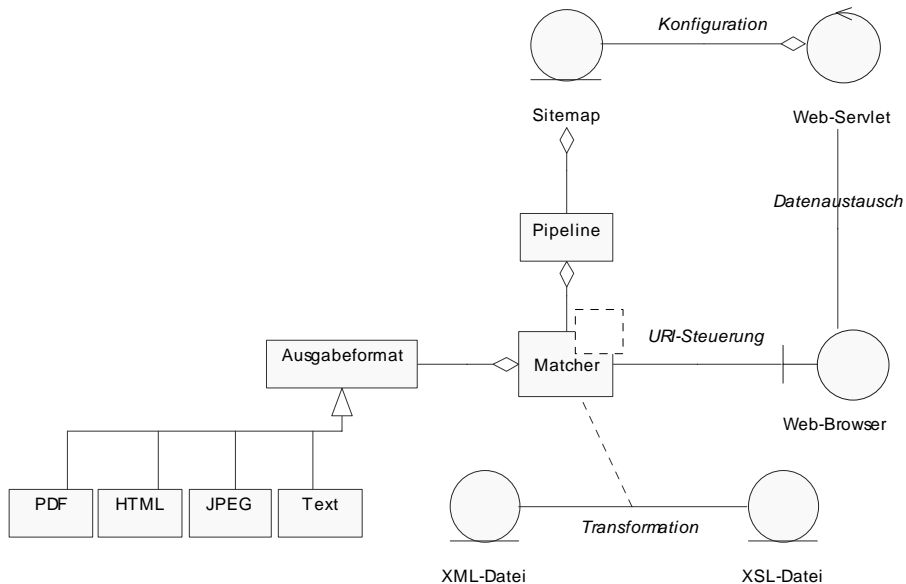 Konfiguration
Sitemap
Web-Servlet
Datenaustausch
Pipeline
URI-Steuerung
Ausgabeformat
Matcher
Web-Browser
PDF
HTML
JPEG
Text
Transformation
XML-Datei
XSL-Datei